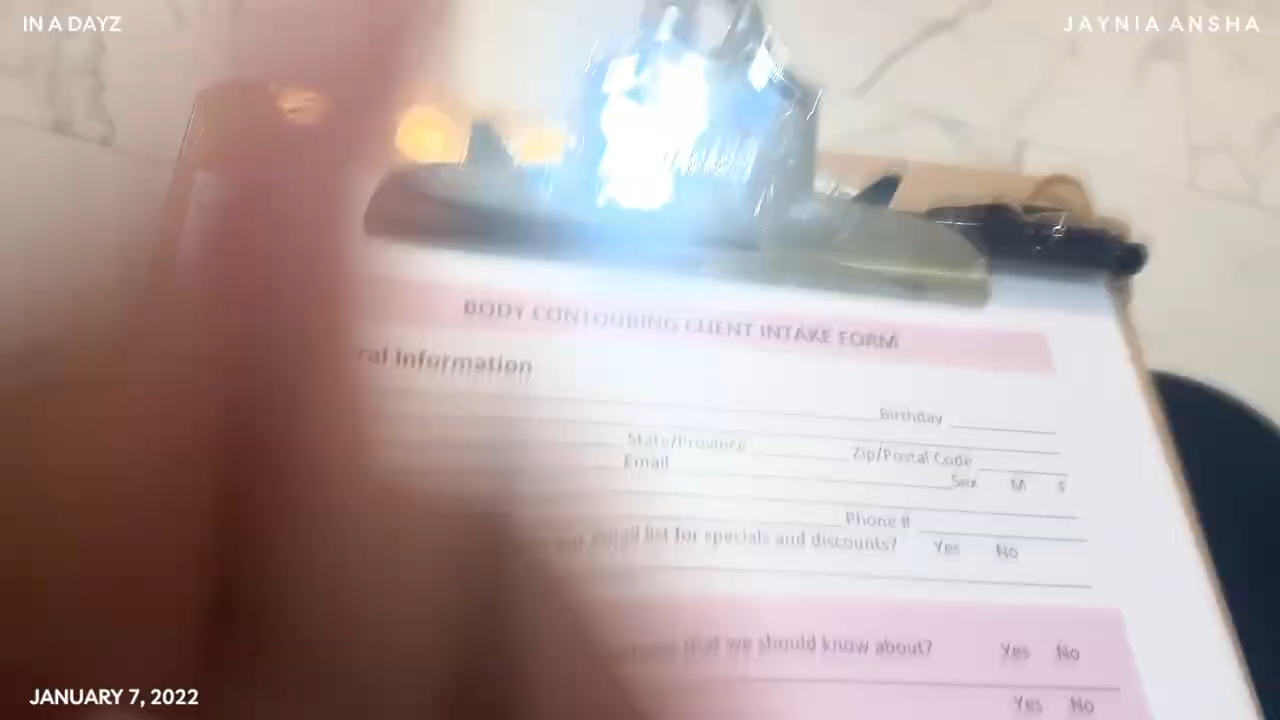 IN A DAYZ
JAYNIA ANSHA
BODY CONTOURING CLIENT INTAKE FORM
Information
Birthday
State/Province Zip/Postal Code
Email Sex M F
Phone #
email list for specials and discounts? Yes No
that we should know about? Yes No
Yes No
JANUARY 7, 2022